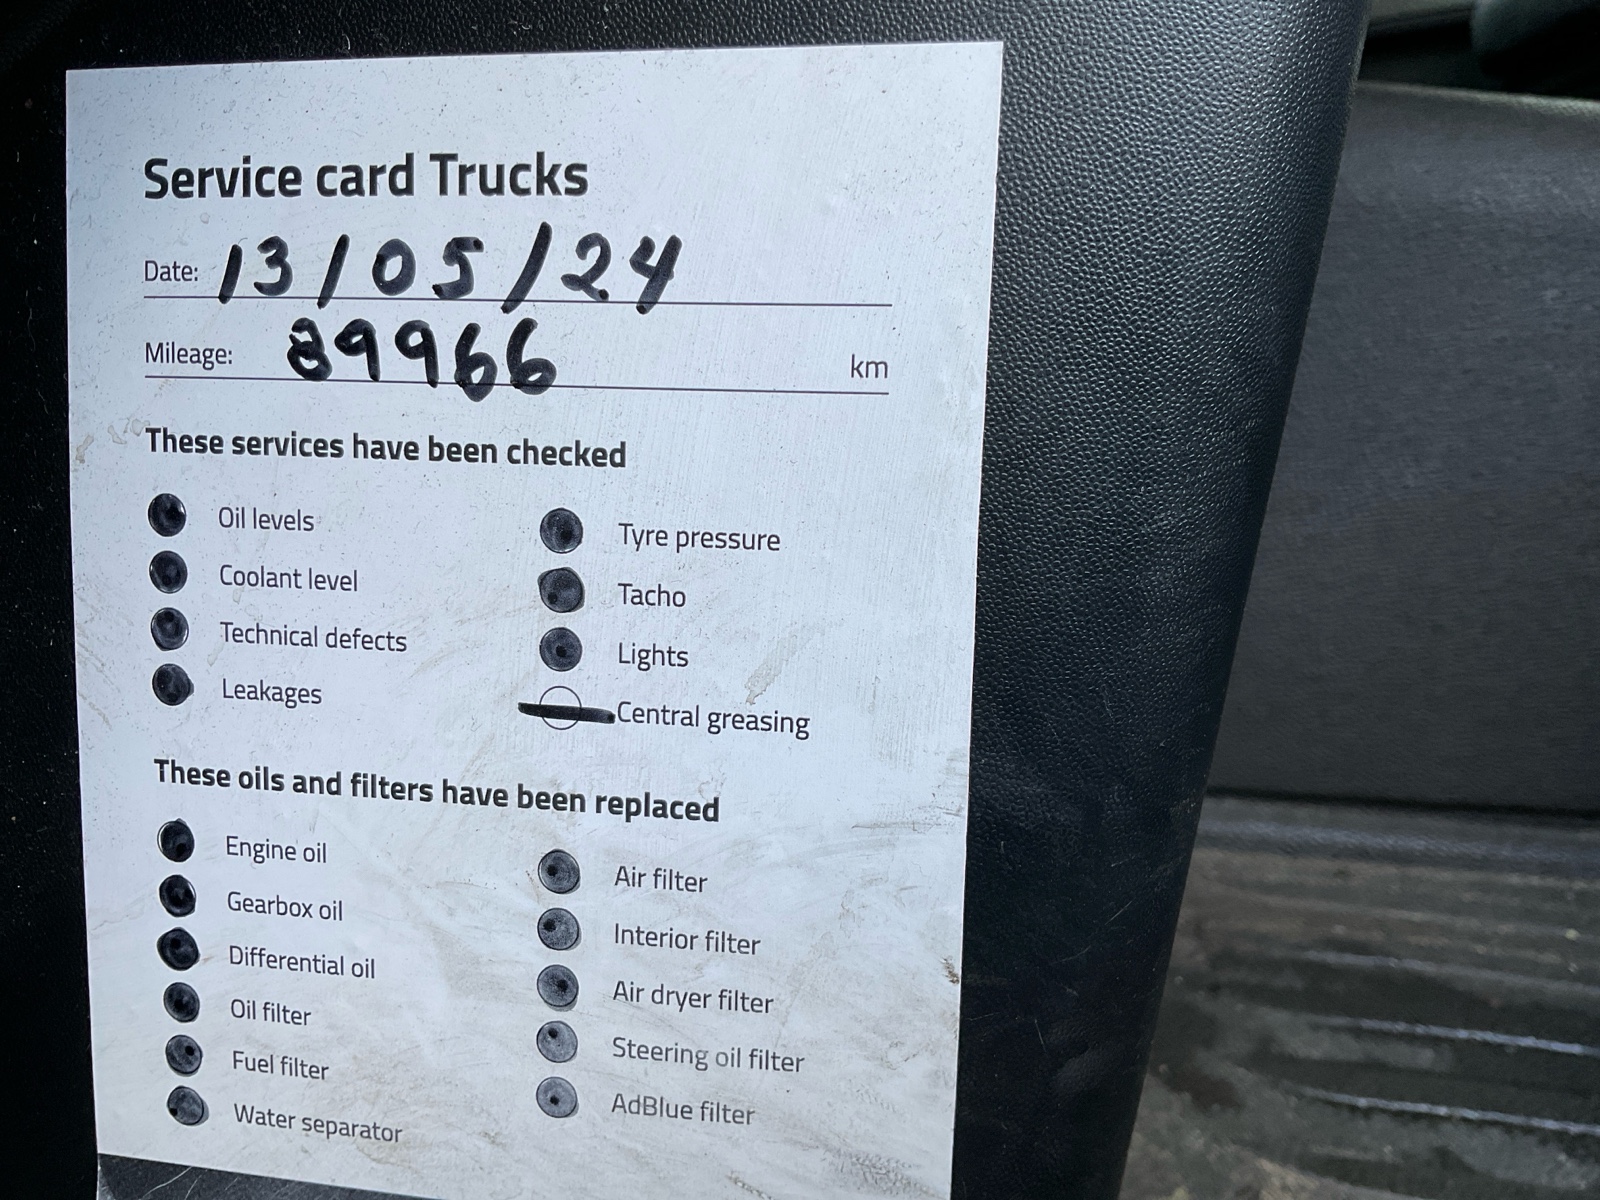 Service card Trucks
Date: 13/05/24
Mileage: 89966 km
These services have been checked
Oil levels
Coolant level
Technical defects
Leakages
Tyre pressure
Tacho
Lights
Central greasing
These oils and filters have been replaced
Engine oil
Gearbox oil
Differential oil
Oil filter
Fuel filter
Water separator
Air filter
Interior filter
Air dryer filter
Steering oil filter
AdBlue filter